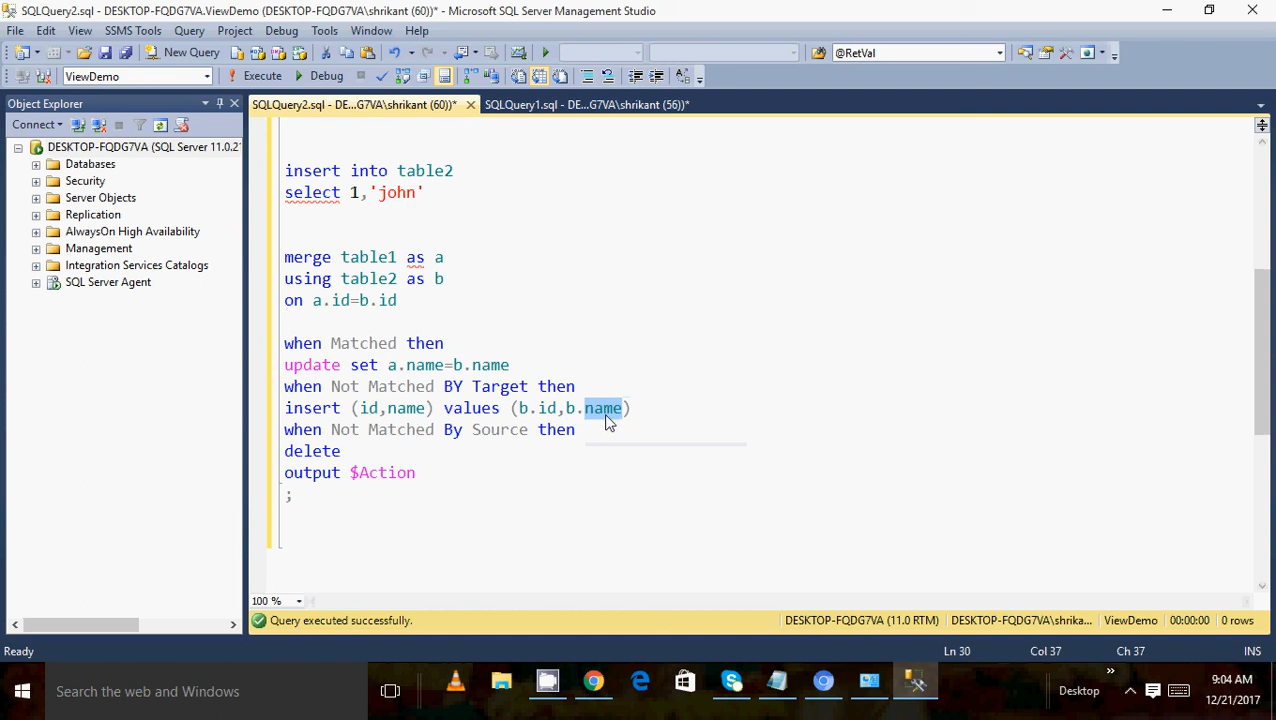 SQLQuery2.sql - DESKTOP-FQDG7VA.ViewDemo (DESKTOP-FQDG7VA\shrikant (60))* - Microsoft SQL Server Management Studio
File Edit View SSMS Tools Query Project Debug Tools Window Help
New Query @RetVal
ViewDemo Execute Debug
Object Explorer
SQLQuery2.sql - DE...G7VA\shrikant (60))* SQLQuery1.sql - DE...G7VA\shrikant (56))*
Connect
DESKTOP-FQDG7VA (SQL Server 11.0.2
Databases
Security
Server Objects
Replication
AlwaysOn High Availability
Management
Integration Services Catalogs
SQL Server Agent
insert into table2
select 1,'john'
merge table1 as a
using table2 as b
on a.id=b.id
when Matched then
update set a.name=b.name
when Not Matched BY Target then
insert (id,name) values (b.id,b.name)
when Not Matched By Source then
delete
output $Action
;
100 %
Query executed successfully. DESKTOP-FQDG7VA (11.0 RTM) DESKTOP-FQDG7VA\shrika... ViewDemo 00:00:00 0 rows
Ready Ln 30 Col 37 Ch 37 INS
Search the web and Windows Desktop 9:04 AM
12/21/2017